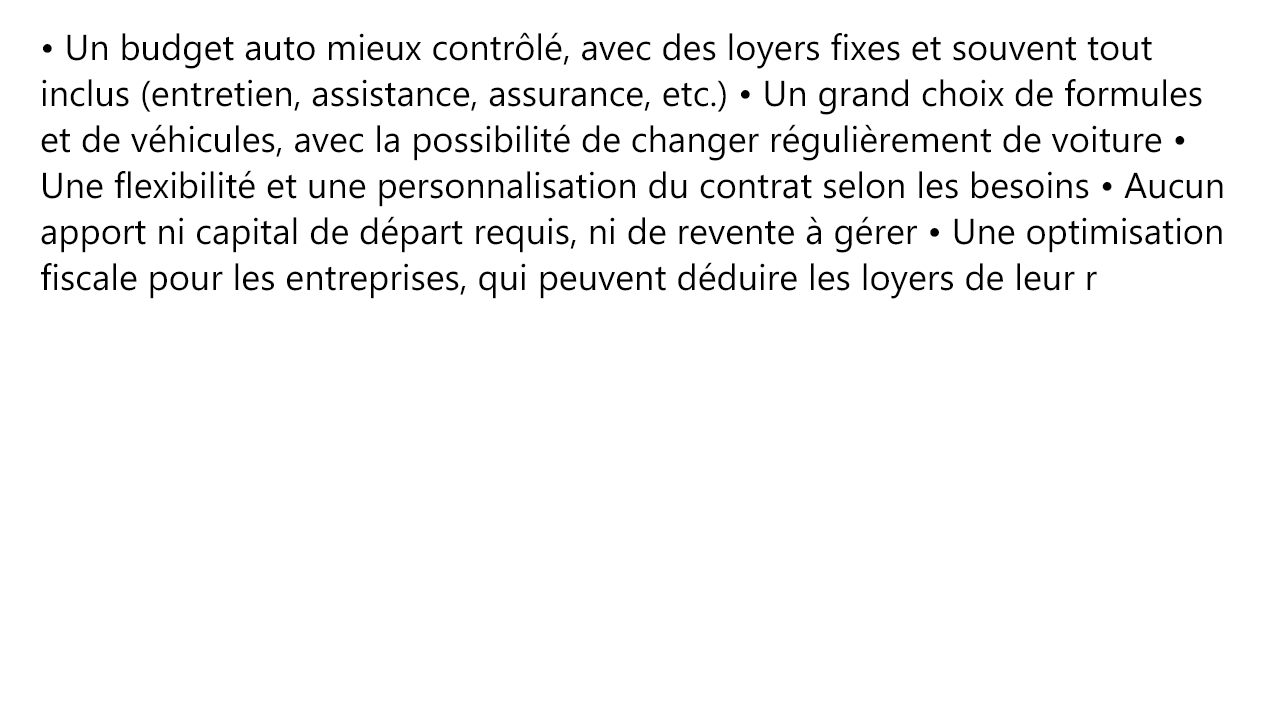 • Un budget auto mieux contrôlé, avec des loyers fixes et souvent tout
inclus (entretien, assistance, assurance, etc.) • Un grand choix de formules
et de véhicules, avec la possibilité de changer régulièrement de voiture •
Une flexibilité et une personnalisation du contrat selon les besoins • Aucun
apport ni capital de départ requis, ni de revente à gérer • Une optimisation
fiscale pour les entreprises, qui peuvent déduire les loyers de leur r